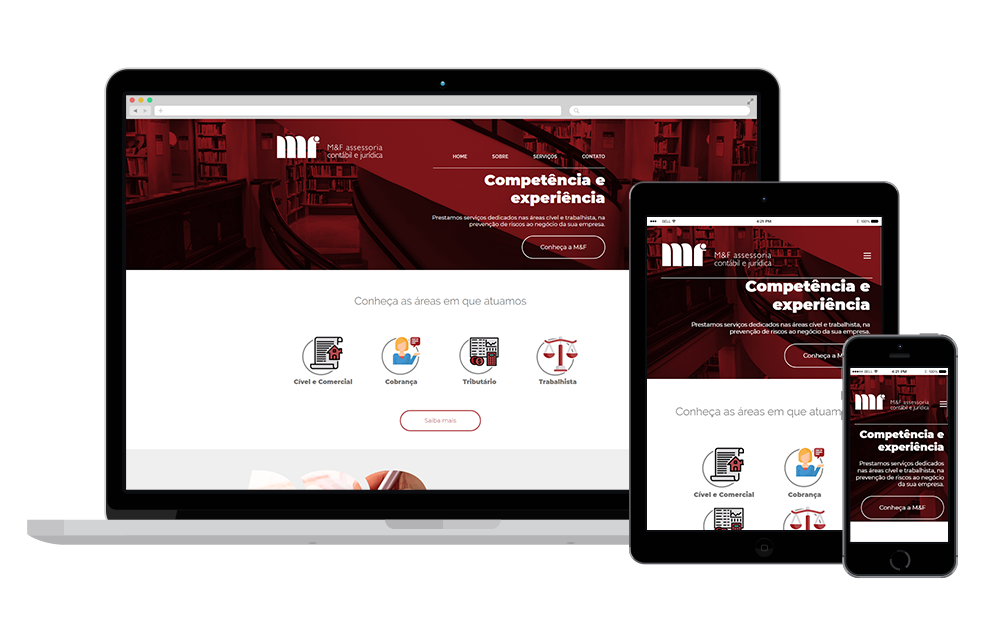 mf
M&F assessoria
contábil e jurídica
HOME SOBRE SERVIÇOS CONTATO
Competência e
experiência
Prestamos serviços dedicados nas áreas cível e trabalhista, na
prevenção de riscos ao negócio da sua empresa.
Conheça a M&F
Conheça as áreas em que atuamos
Cível e Comercial Cobrança Tributário Trabalhista
Saiba mais
BELL 4:21 PM 100%
mf
M&F assessoria
contábil e jurídica
Competência e
experiência
Prestamos serviços dedicados nas áreas cível e trabalhista, na
prevenção de riscos ao negócio da sua empresa.
Conheça a M
Conheça as áreas em que atuam
Cível e Comercial Cobrança
BELL 4:21 PM 100%
mf
M&F assessoria
contábil e jurídica
Competência e
experiência
Prestamos serviços dedicados
nas áreas cível e trabalhista, na
prevenção de riscos ao negócio
da sua empresa.
Conheça a M&F